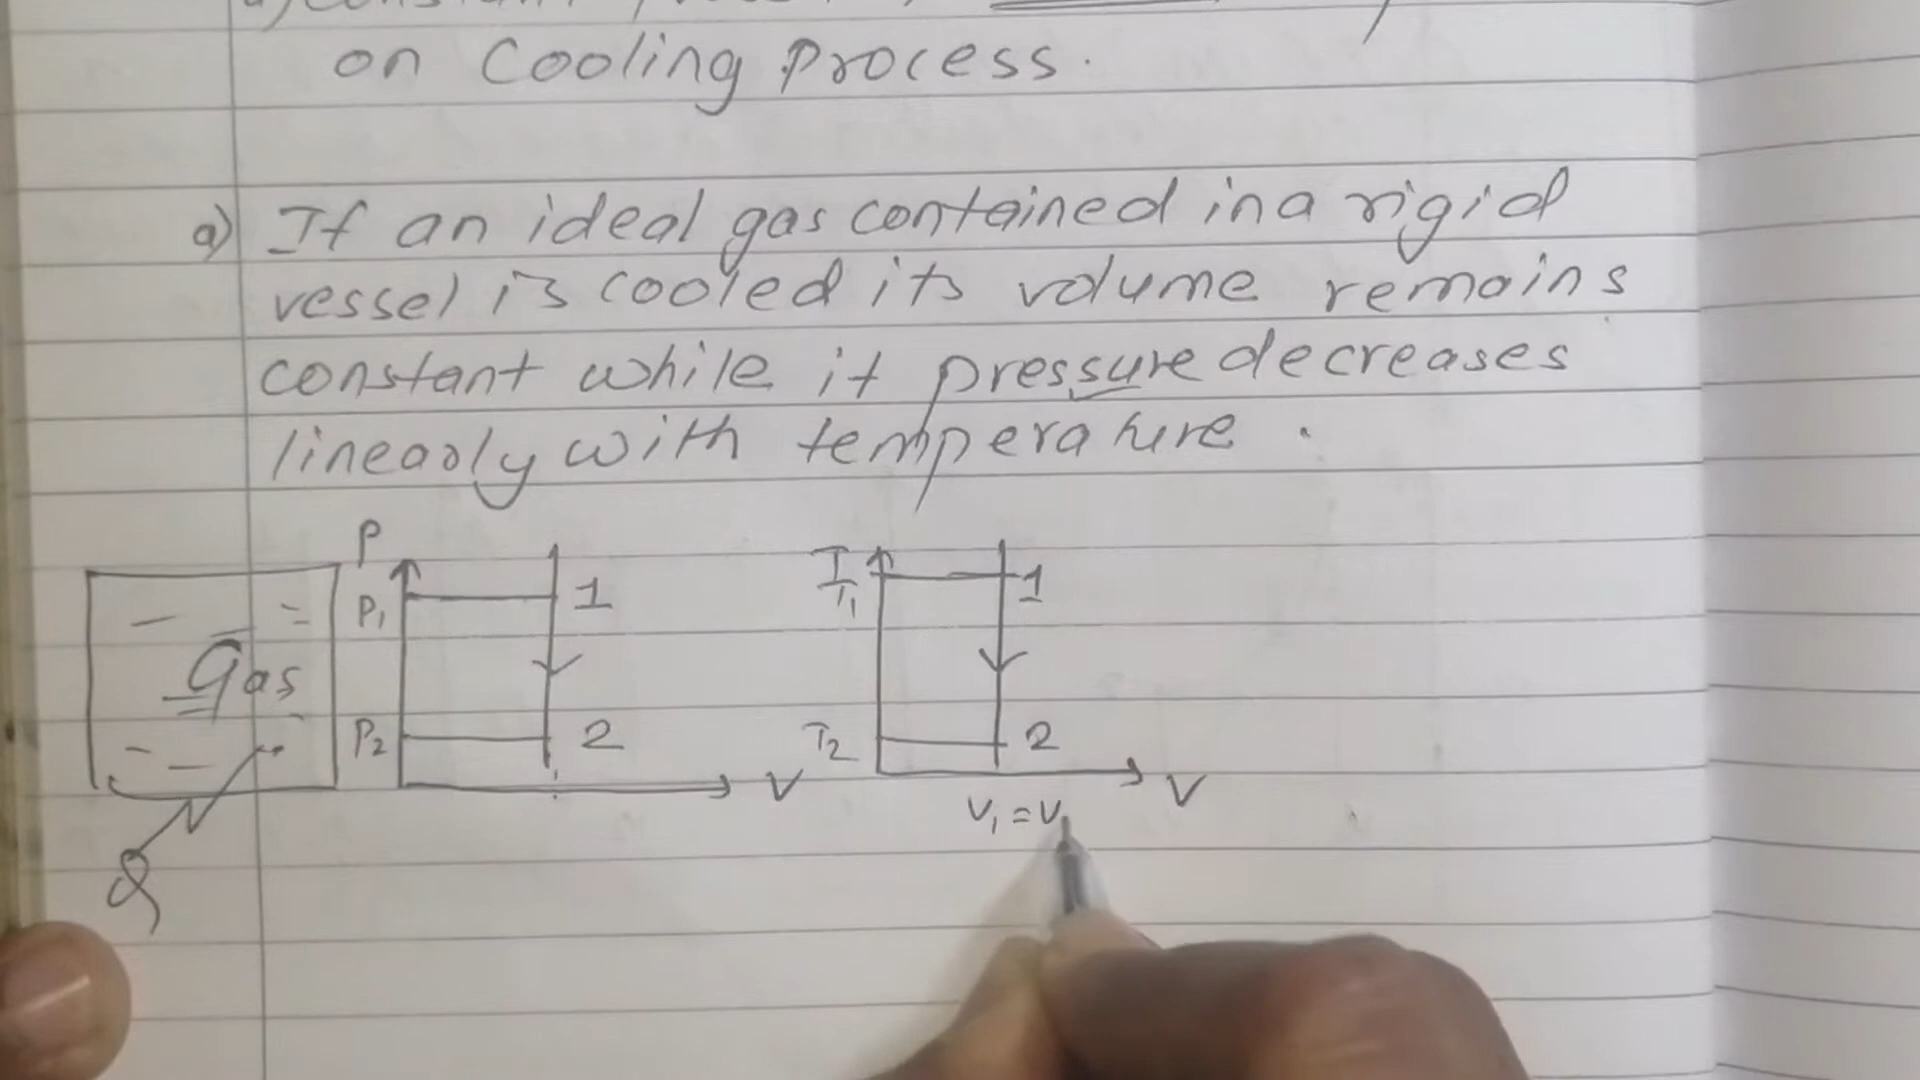 on Cooling process.
a) If an ideal gas contained in a rigid
vessel is cooled its volume remains
constant while it pressure decreases
linearly with temperature.
P
P1
1
Gas
P2
2
V
Q
T
T1
1
T2
2
V
V1 = V